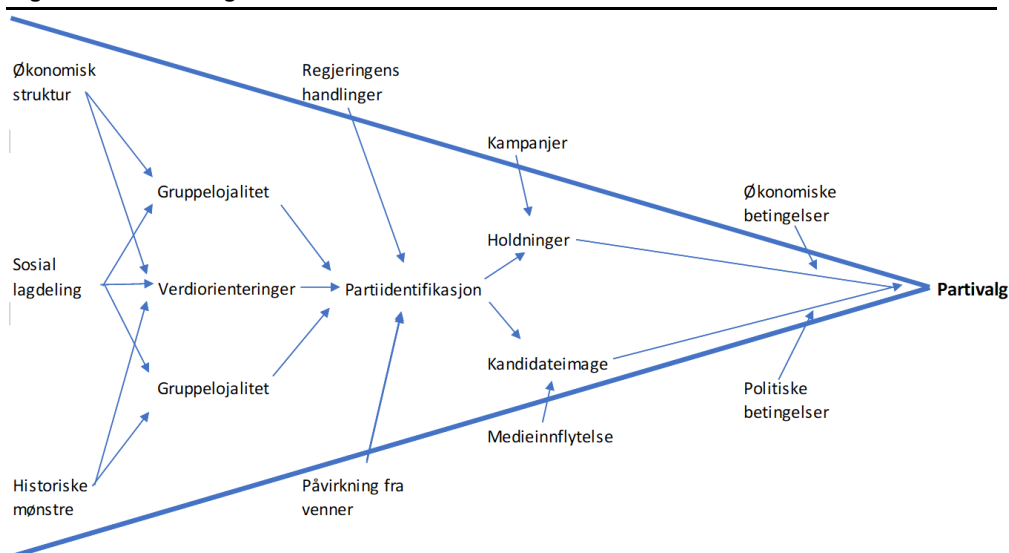 Økonomisk
struktur
Regjeringens
handlinger
Kampanjer
Gruppelojalitet
Økonomiske
betingelser
Holdninger
Sosial
lagdeling
Verdiorienteringer
Partiidentifikasjon
Partivalg
Kandidateimage
Gruppelojalitet
Politiske
betingelser
Medieinnflytelse
Historiske
mønstre
Påvirkning fra
venner